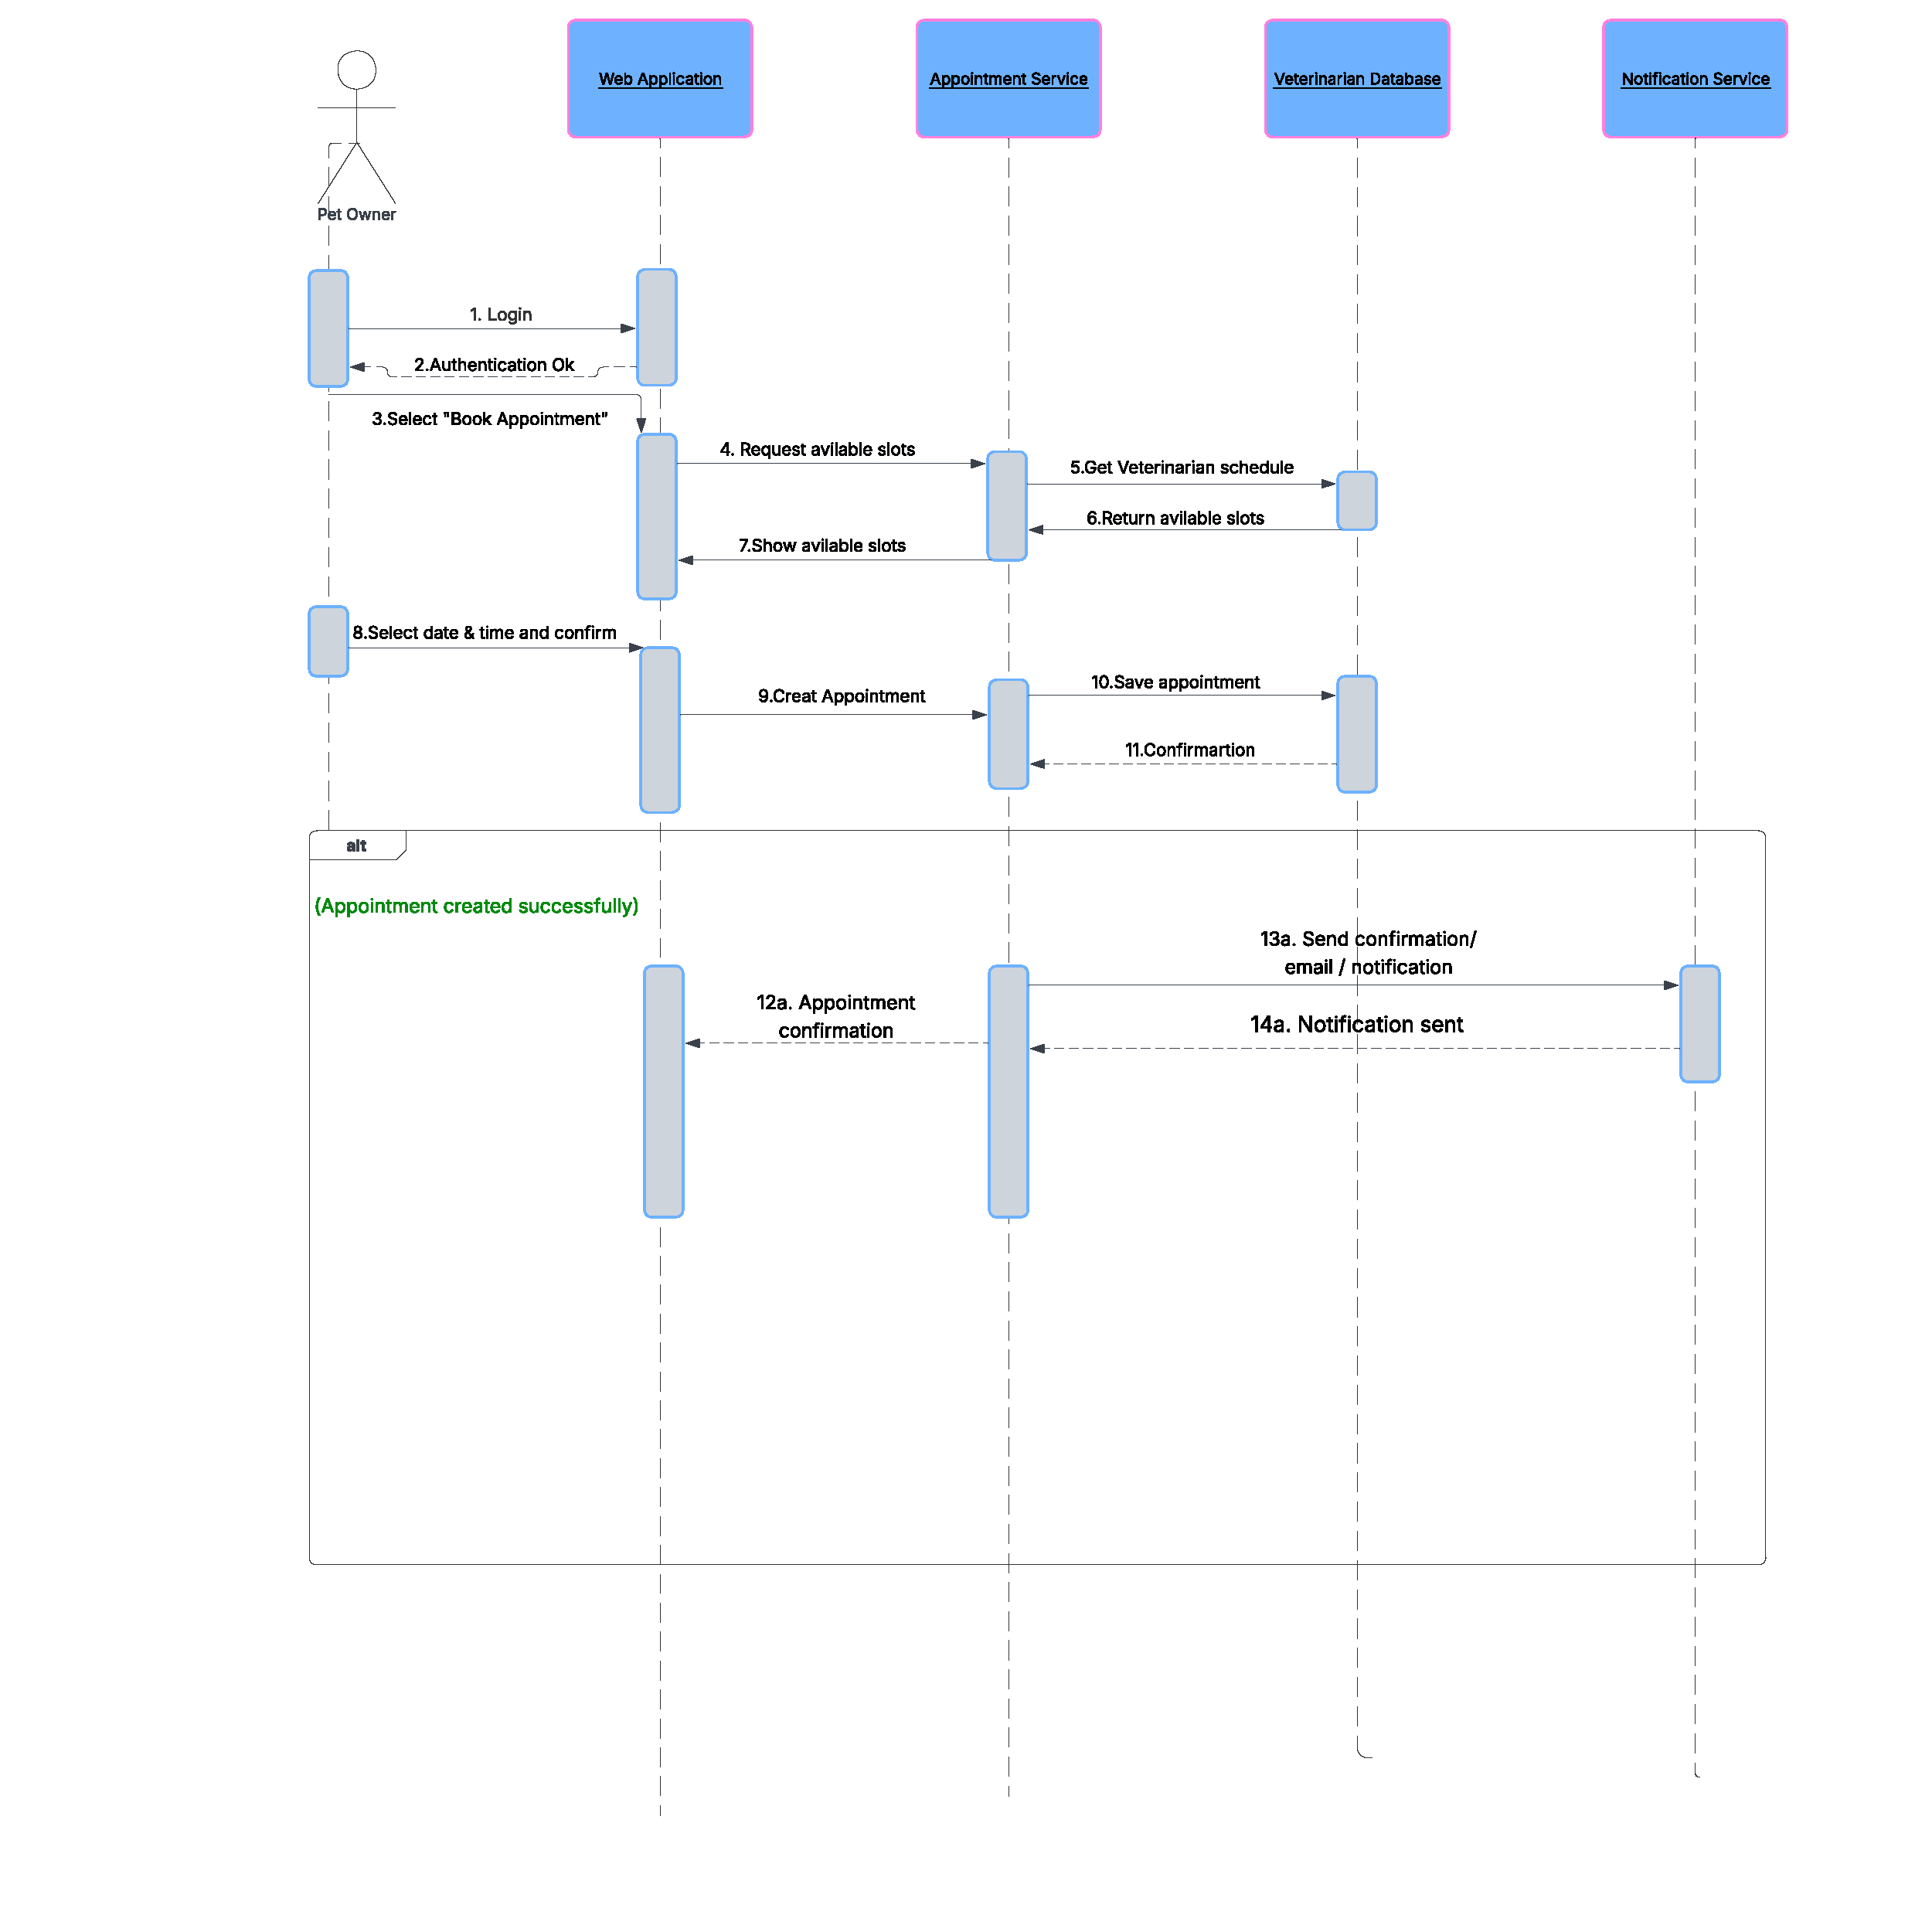 Web Application
Appointment Service
Veterinarian Database
Notification Service
Pet Owner
1. Login
2.Authentication Ok
3.Select "Book Appointment"
4. Request avilable slots
5.Get Veterinarian schedule
6.Return avilable slots
7.Show avilable slots
8.Select date & time and confirm
9.Creat Appointment
10.Save appointment
11.Confirmartion
alt
(Appointment created successfully)
13a. Send confirmation/
email / notification
12a. Appointment
confirmation
14a. Notification sent